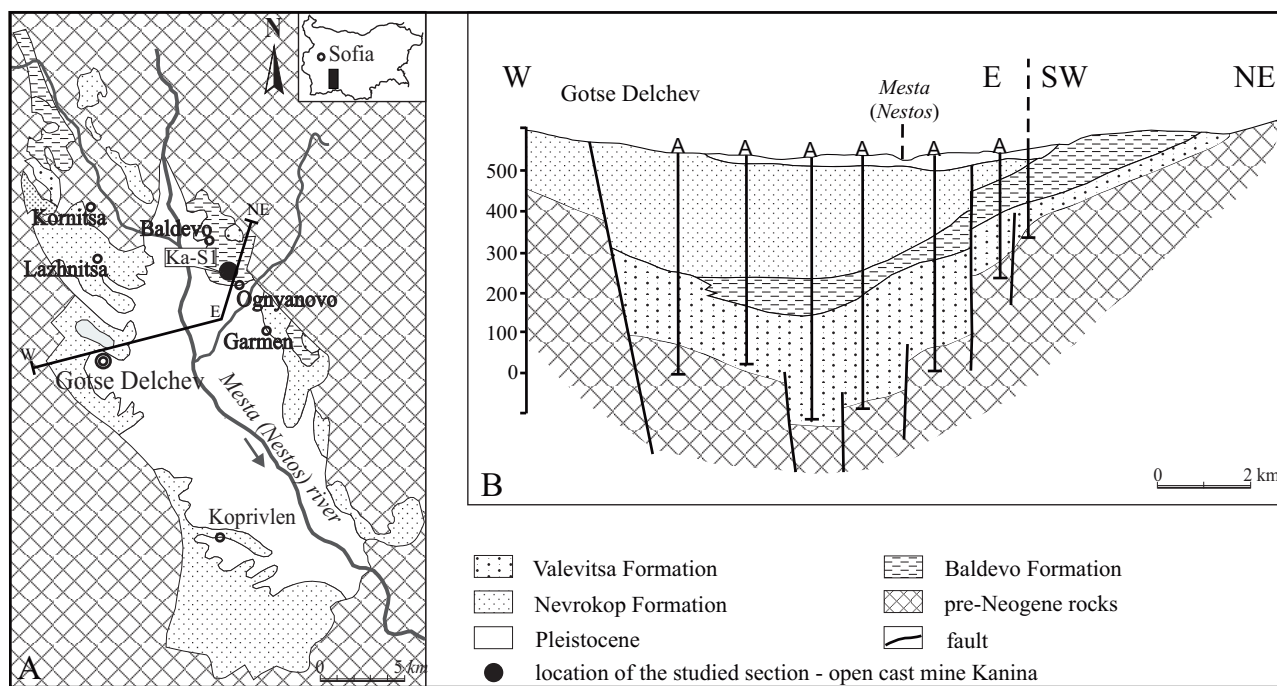 N
Sofia
Kornitsa
Baldevo
NE
Ka-S1
Lazhnitsa
Ognyanovo
E
Garmen
W
Gotse Delchev
Mesta (Nestos) river
Koprivlen
A
0 5 km
W
Gotse Delchev
Mesta
(Nestos)
E
SW
NE
A A A A A A
500
400
300
200
100
0
B
0 2 km
Valevitsa Formation
Baldevo Formation
Nevrokop Formation
pre-Neogene rocks
Pleistocene
fault
location of the studied section - open cast mine Kanina